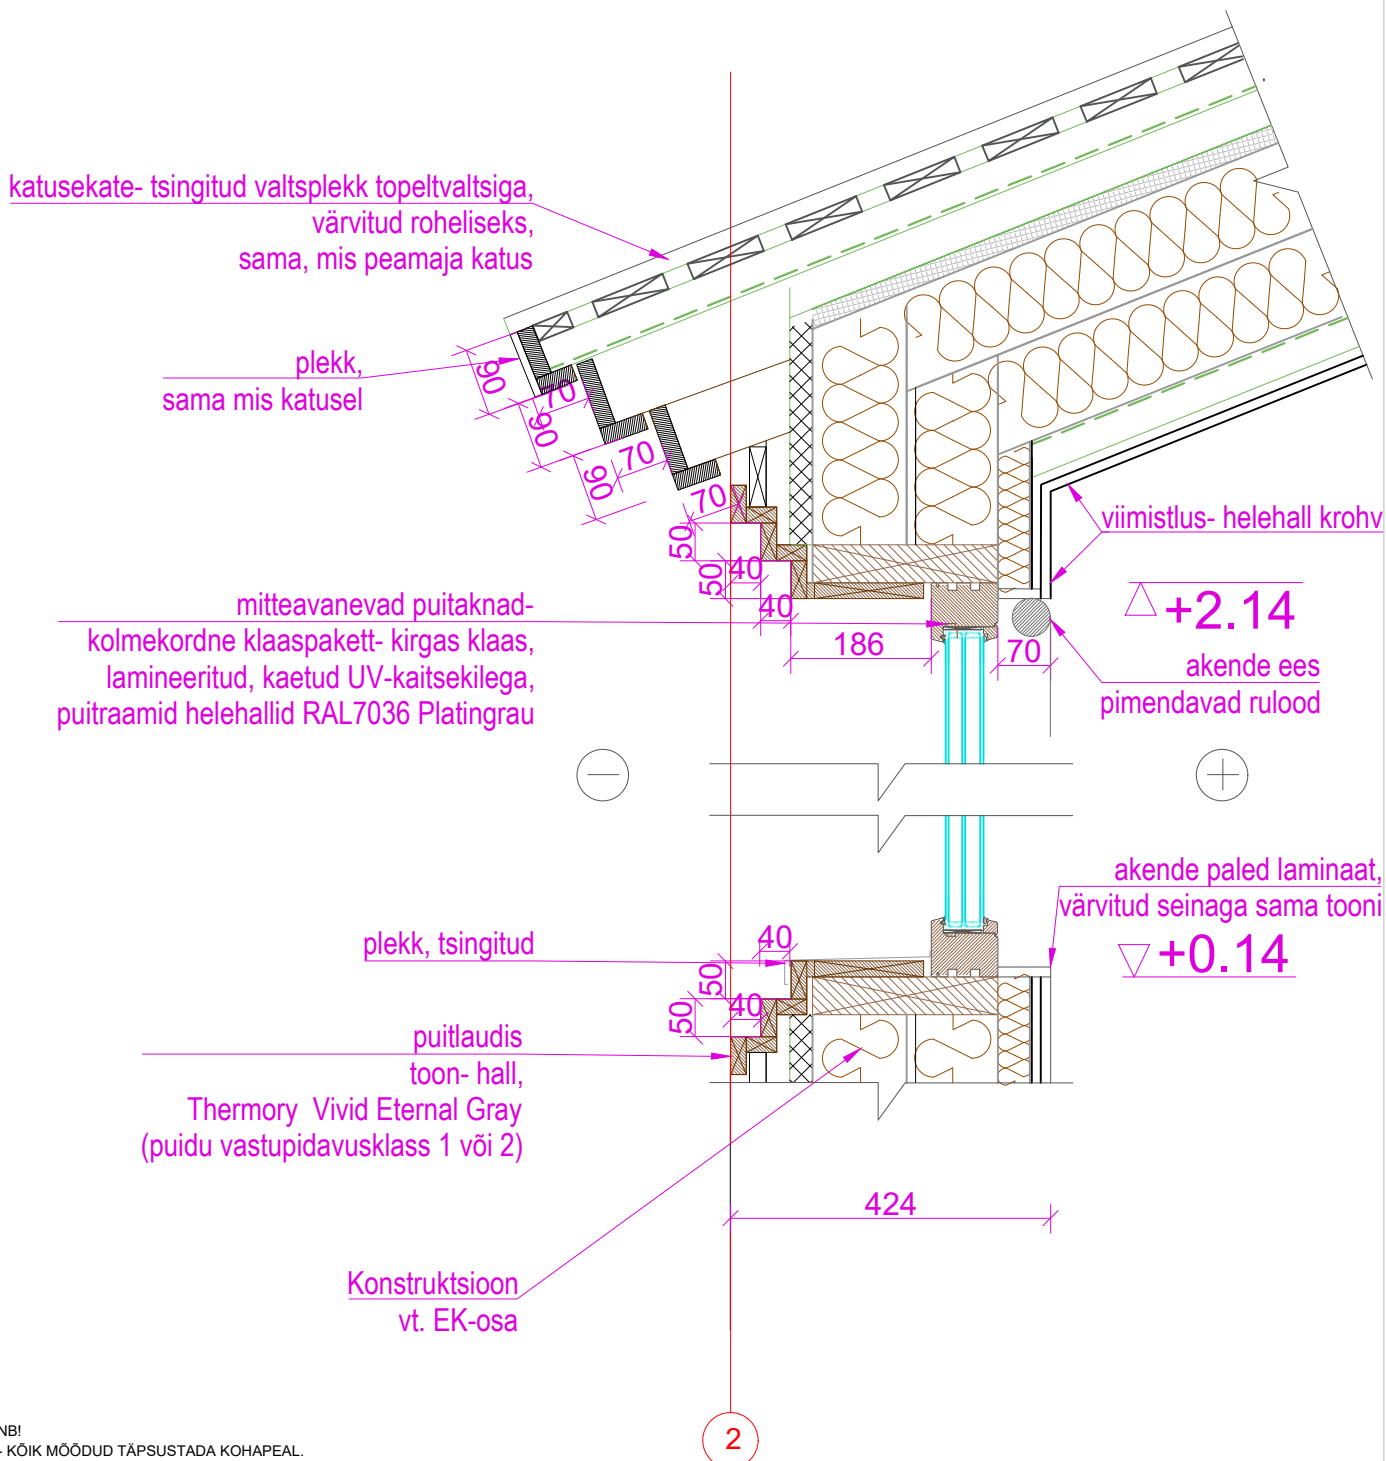 katusekate- tsingitud valtsplekk topeltvaltsiga,
värvitud roheliseks,
sama, mis peamaja katus
plekk,
sama mis katusel
90
70
90
70
90
70
50
40
50
40
186
70
viimistlus- helehall krohv
+2.14
mitteavanevad puitaknad-
kolmekordne klaaspakett- kirgas klaas,
lamineeritud, kaetud UV-kaitsekilega,
puitraamid helehallid RAL7036 Platingrau
akende ees
pimendavad rulood
akende paled laminaat,
värvitud seinaga sama tooni
+0.14
plekk, tsingitud
40
50
40
50
puitlaudis
toon- hall,
Thermory Vivid Eternal Gray
(puidu vastupidavusklass 1 või 2)
424
Konstruktsioon
vt. EK-osa
2
NB!
- KÕIK MÕÕDUD TÄPSUSTADA KOHAPEAL.